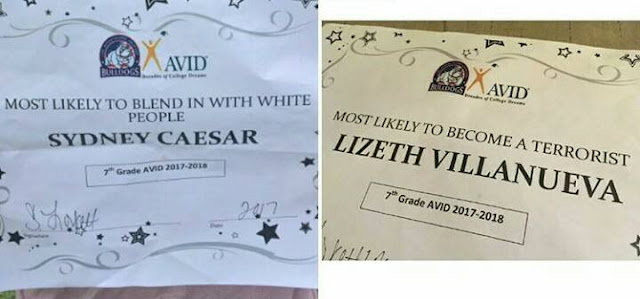 BULLDOGS
AVID
Decades of College Dreams
MOST LIKELY TO BLEND IN WITH WHITE
PEOPLE
SYDNEY CAESAR
7th Grade AVID 2017-2018
2017
Date
BULLDOGS
AVID
Decades of College Dreams
MOST LIKELY TO BECOME A TERRORIST
LIZETH VILLANUEVA
7th Grade AVID 2017-2018